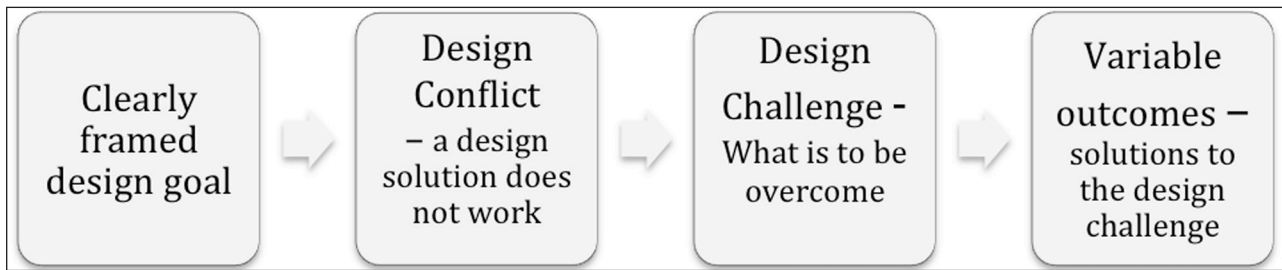 Clearly
framed
design goal
Design
Conflict
– a design
solution does
not work
Design
Challenge -
What is to be
overcome
Variable
outcomes –
solutions to
the design
challenge